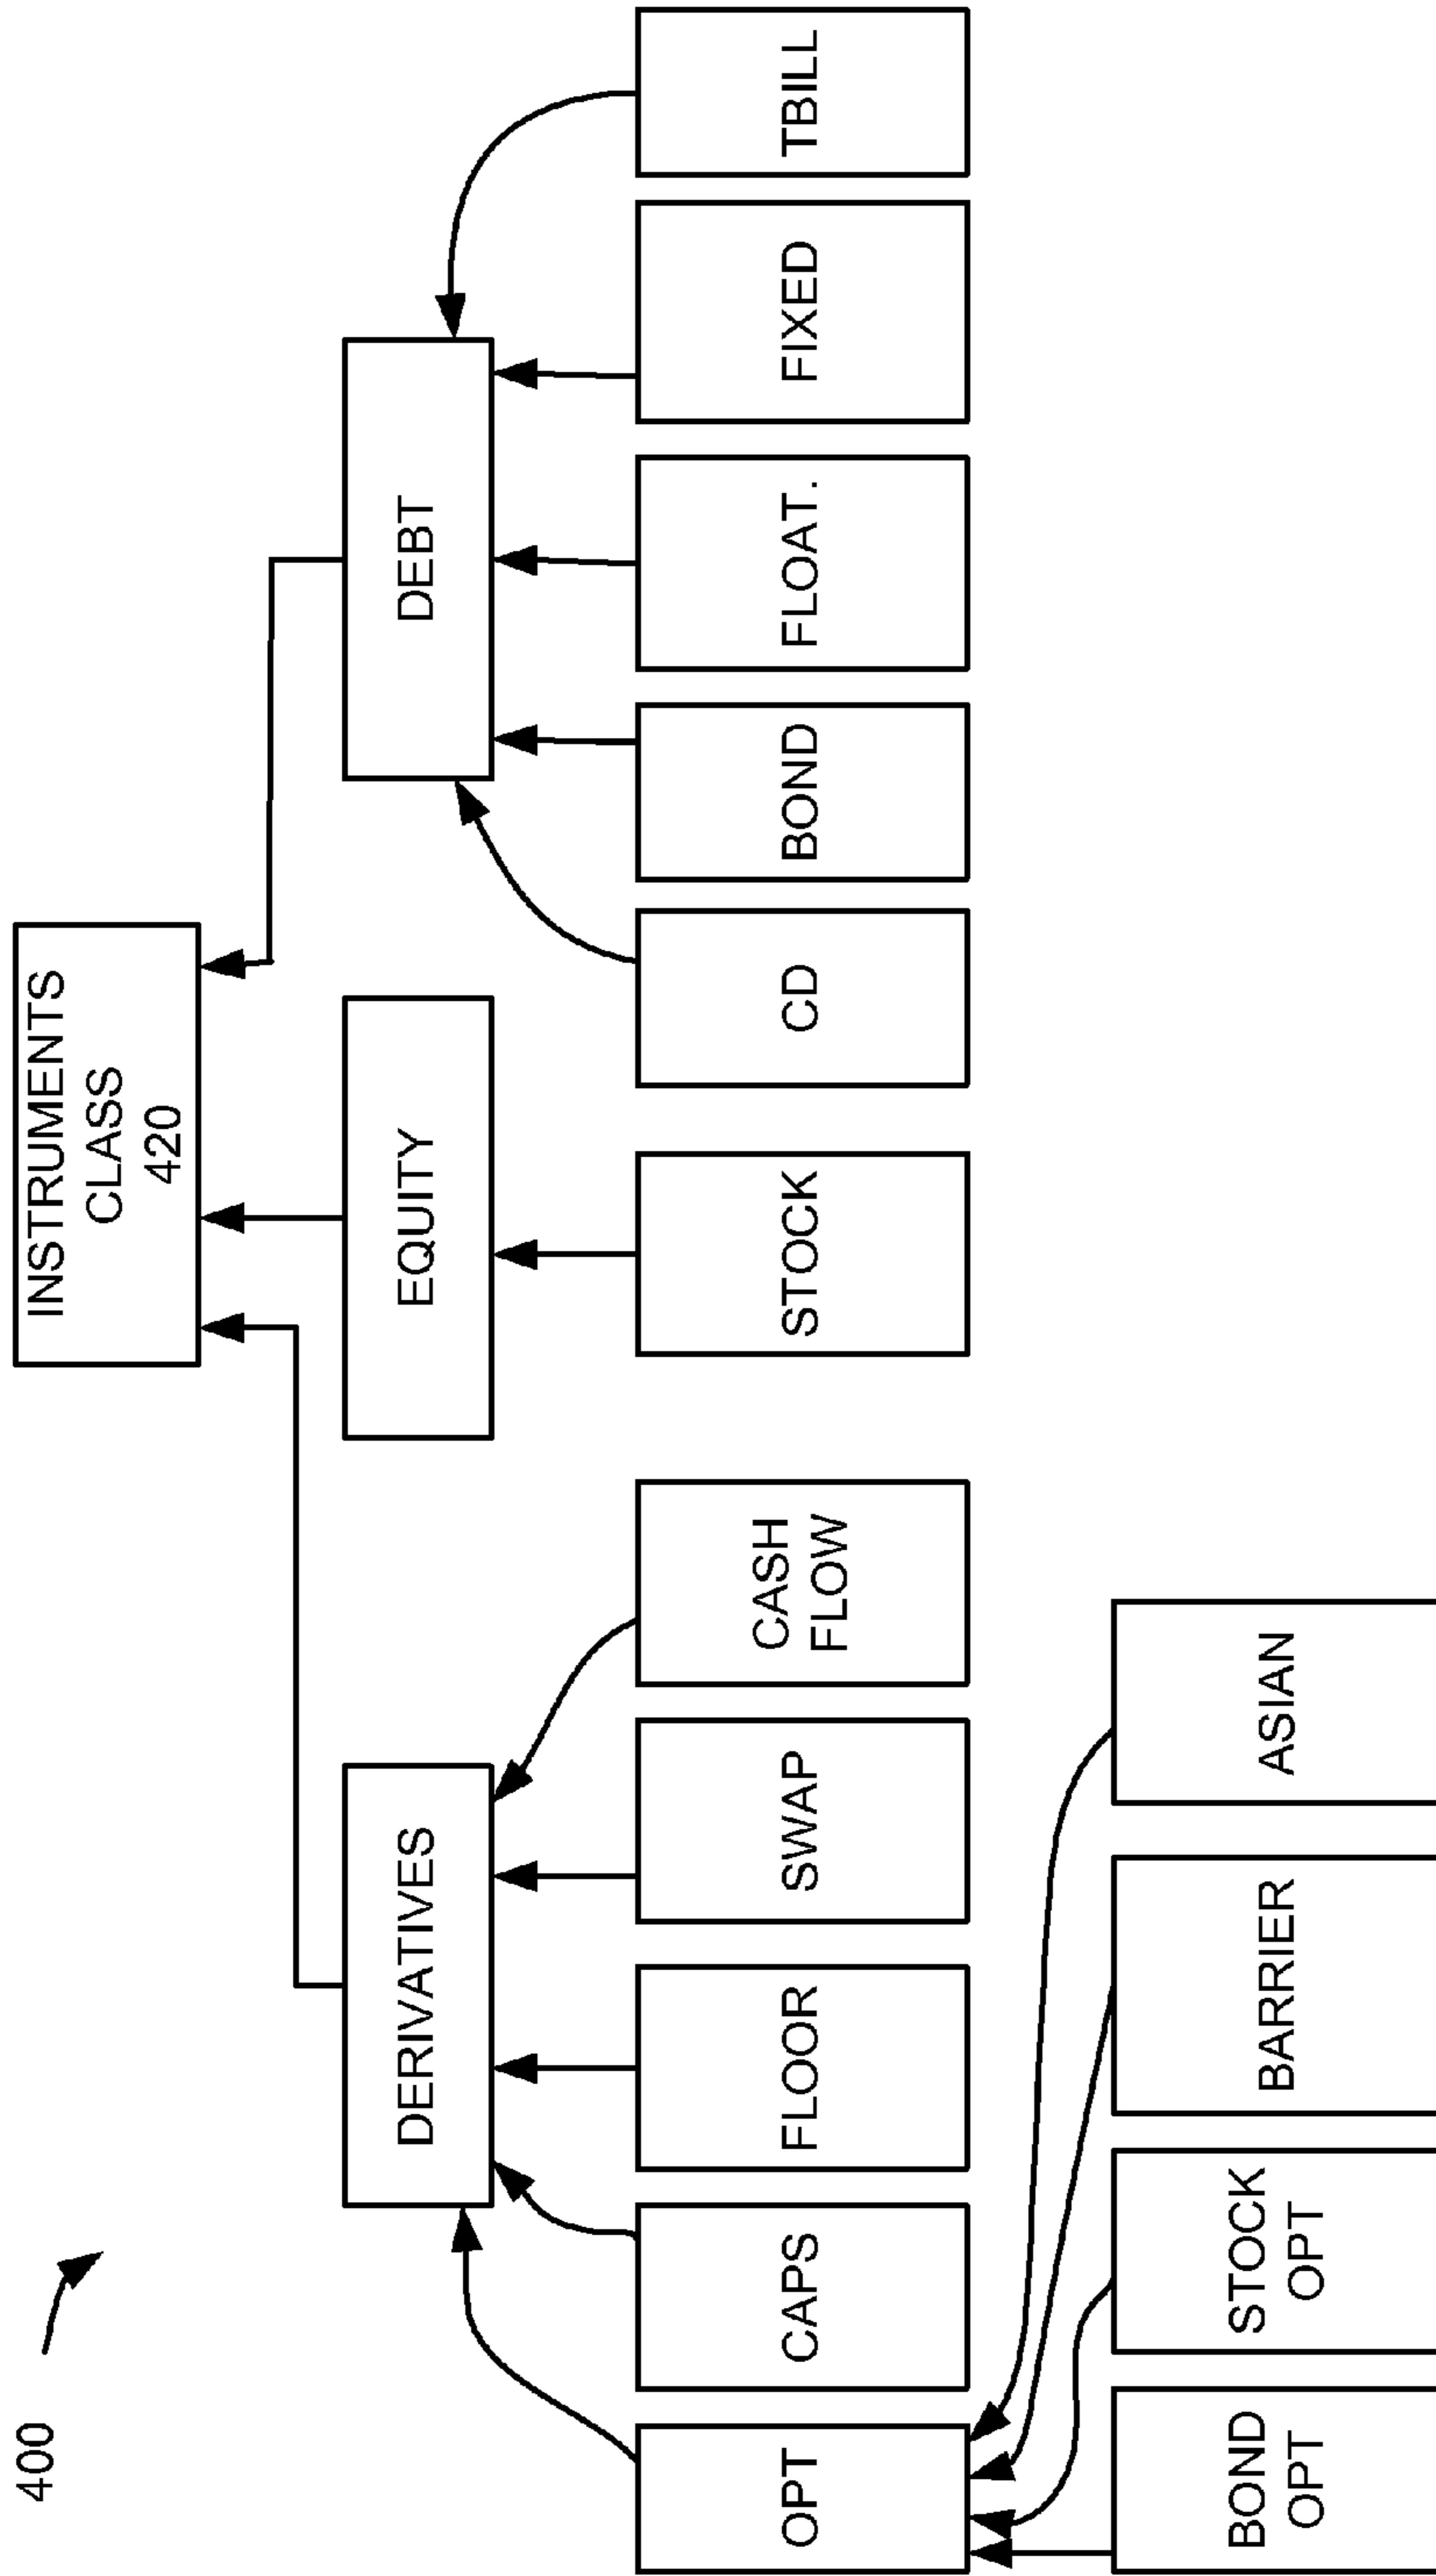 400
INSTRUMENTS
CLASS
420
DERIVATIVES
EQUITY
DEBT
OPT
CAPS
FLOOR
SWAP
CASH
FLOW
STOCK
CD
BOND
FLOAT.
FIXED
TBILL
BOND
OPT
STOCK
OPT
BARRIER
ASIAN